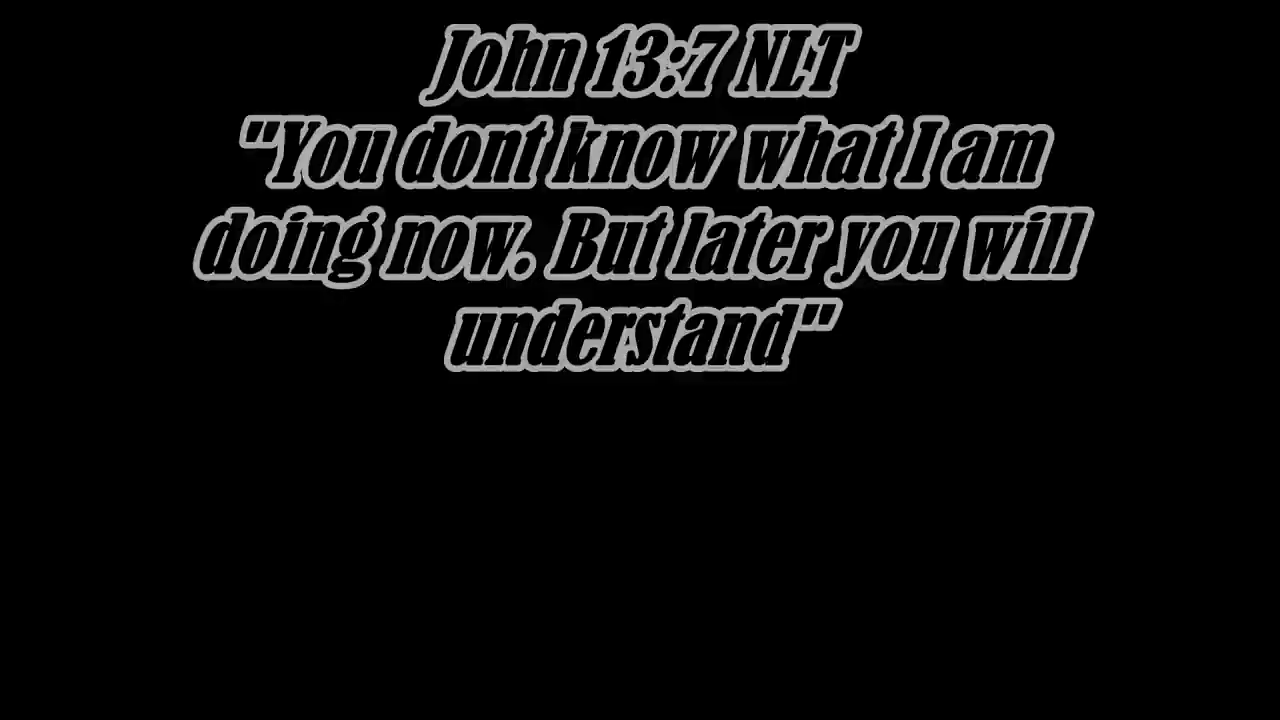 John 13:7 NLT
"You dont know what I am
doing now. But later you will
understand"